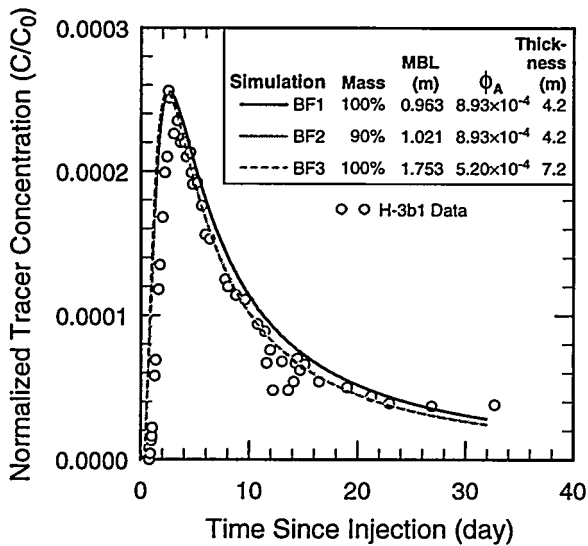 Normalized Tracer Concentration (C/C₀)
0.0003
0.0002
0.0001
0.0000
Thick-
MBL ness
Simulation Mass (m) ϕA (m)
BF1 100% 0.963 8.93×10⁻⁴ 4.2
BF2 90% 1.021 8.93×10⁻⁴ 4.2
BF3 100% 1.753 5.20×10⁻⁴ 7.2
H-3b1 Data
0 10 20 30 40
Time Since Injection (day)